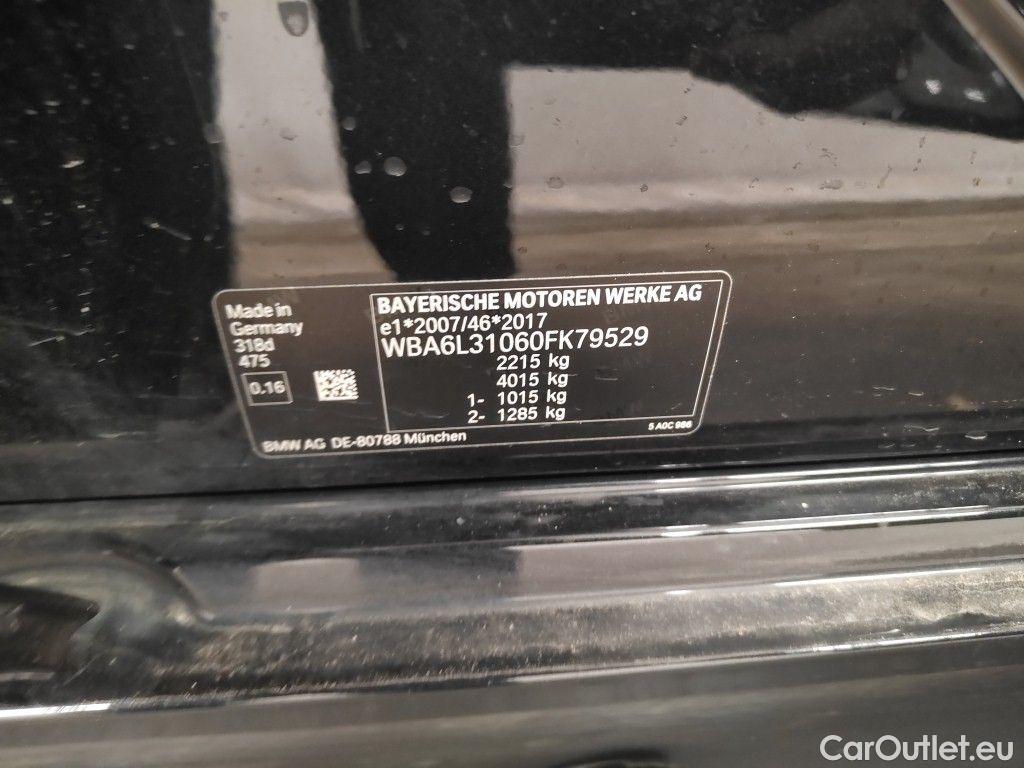 Made in
Germany
318d
475
0.16
BAYERISCHE MOTOREN WERKE AG
e1*2007/46*2017
WBA6L31060FK79529
2215 kg
4015 kg
1- 1015 kg
2- 1285 kg
BMW AG DE-80788 München
5 A0C 986
CarOutlet.eu